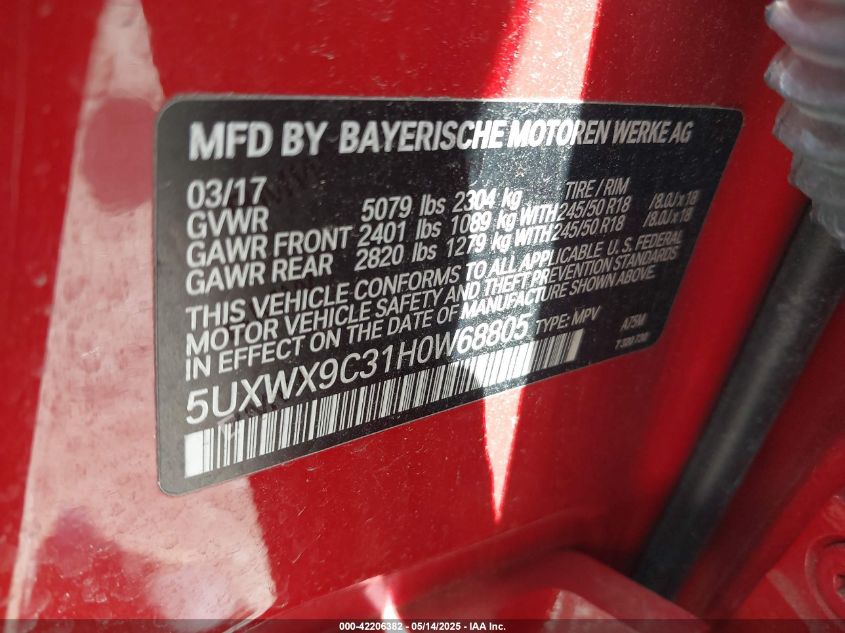 MFD BY BAYERISCHE MOTOREN WERKE AG
03/17 TIRE / RIM
GVWR 5079 lbs 2304 kg
GAWR FRONT 2401 lbs 1089 kg WITH 245/50 R18 /8.0J x 18
GAWR REAR 2820 lbs 1279 kg WITH 245/50 R18 /8.0J x 18
THIS VEHICLE CONFORMS TO ALL APPLICABLE U.S. FEDERAL
MOTOR VEHICLE SAFETY AND THEFT PREVENTION STANDARDS
IN EFFECT ON THE DATE OF MANUFACTURE SHOWN ABOVE.
5UXWX9C31H0W68805 TYPE: MPV A75M
000-42206382 05/14/2025 - IAA Inc.